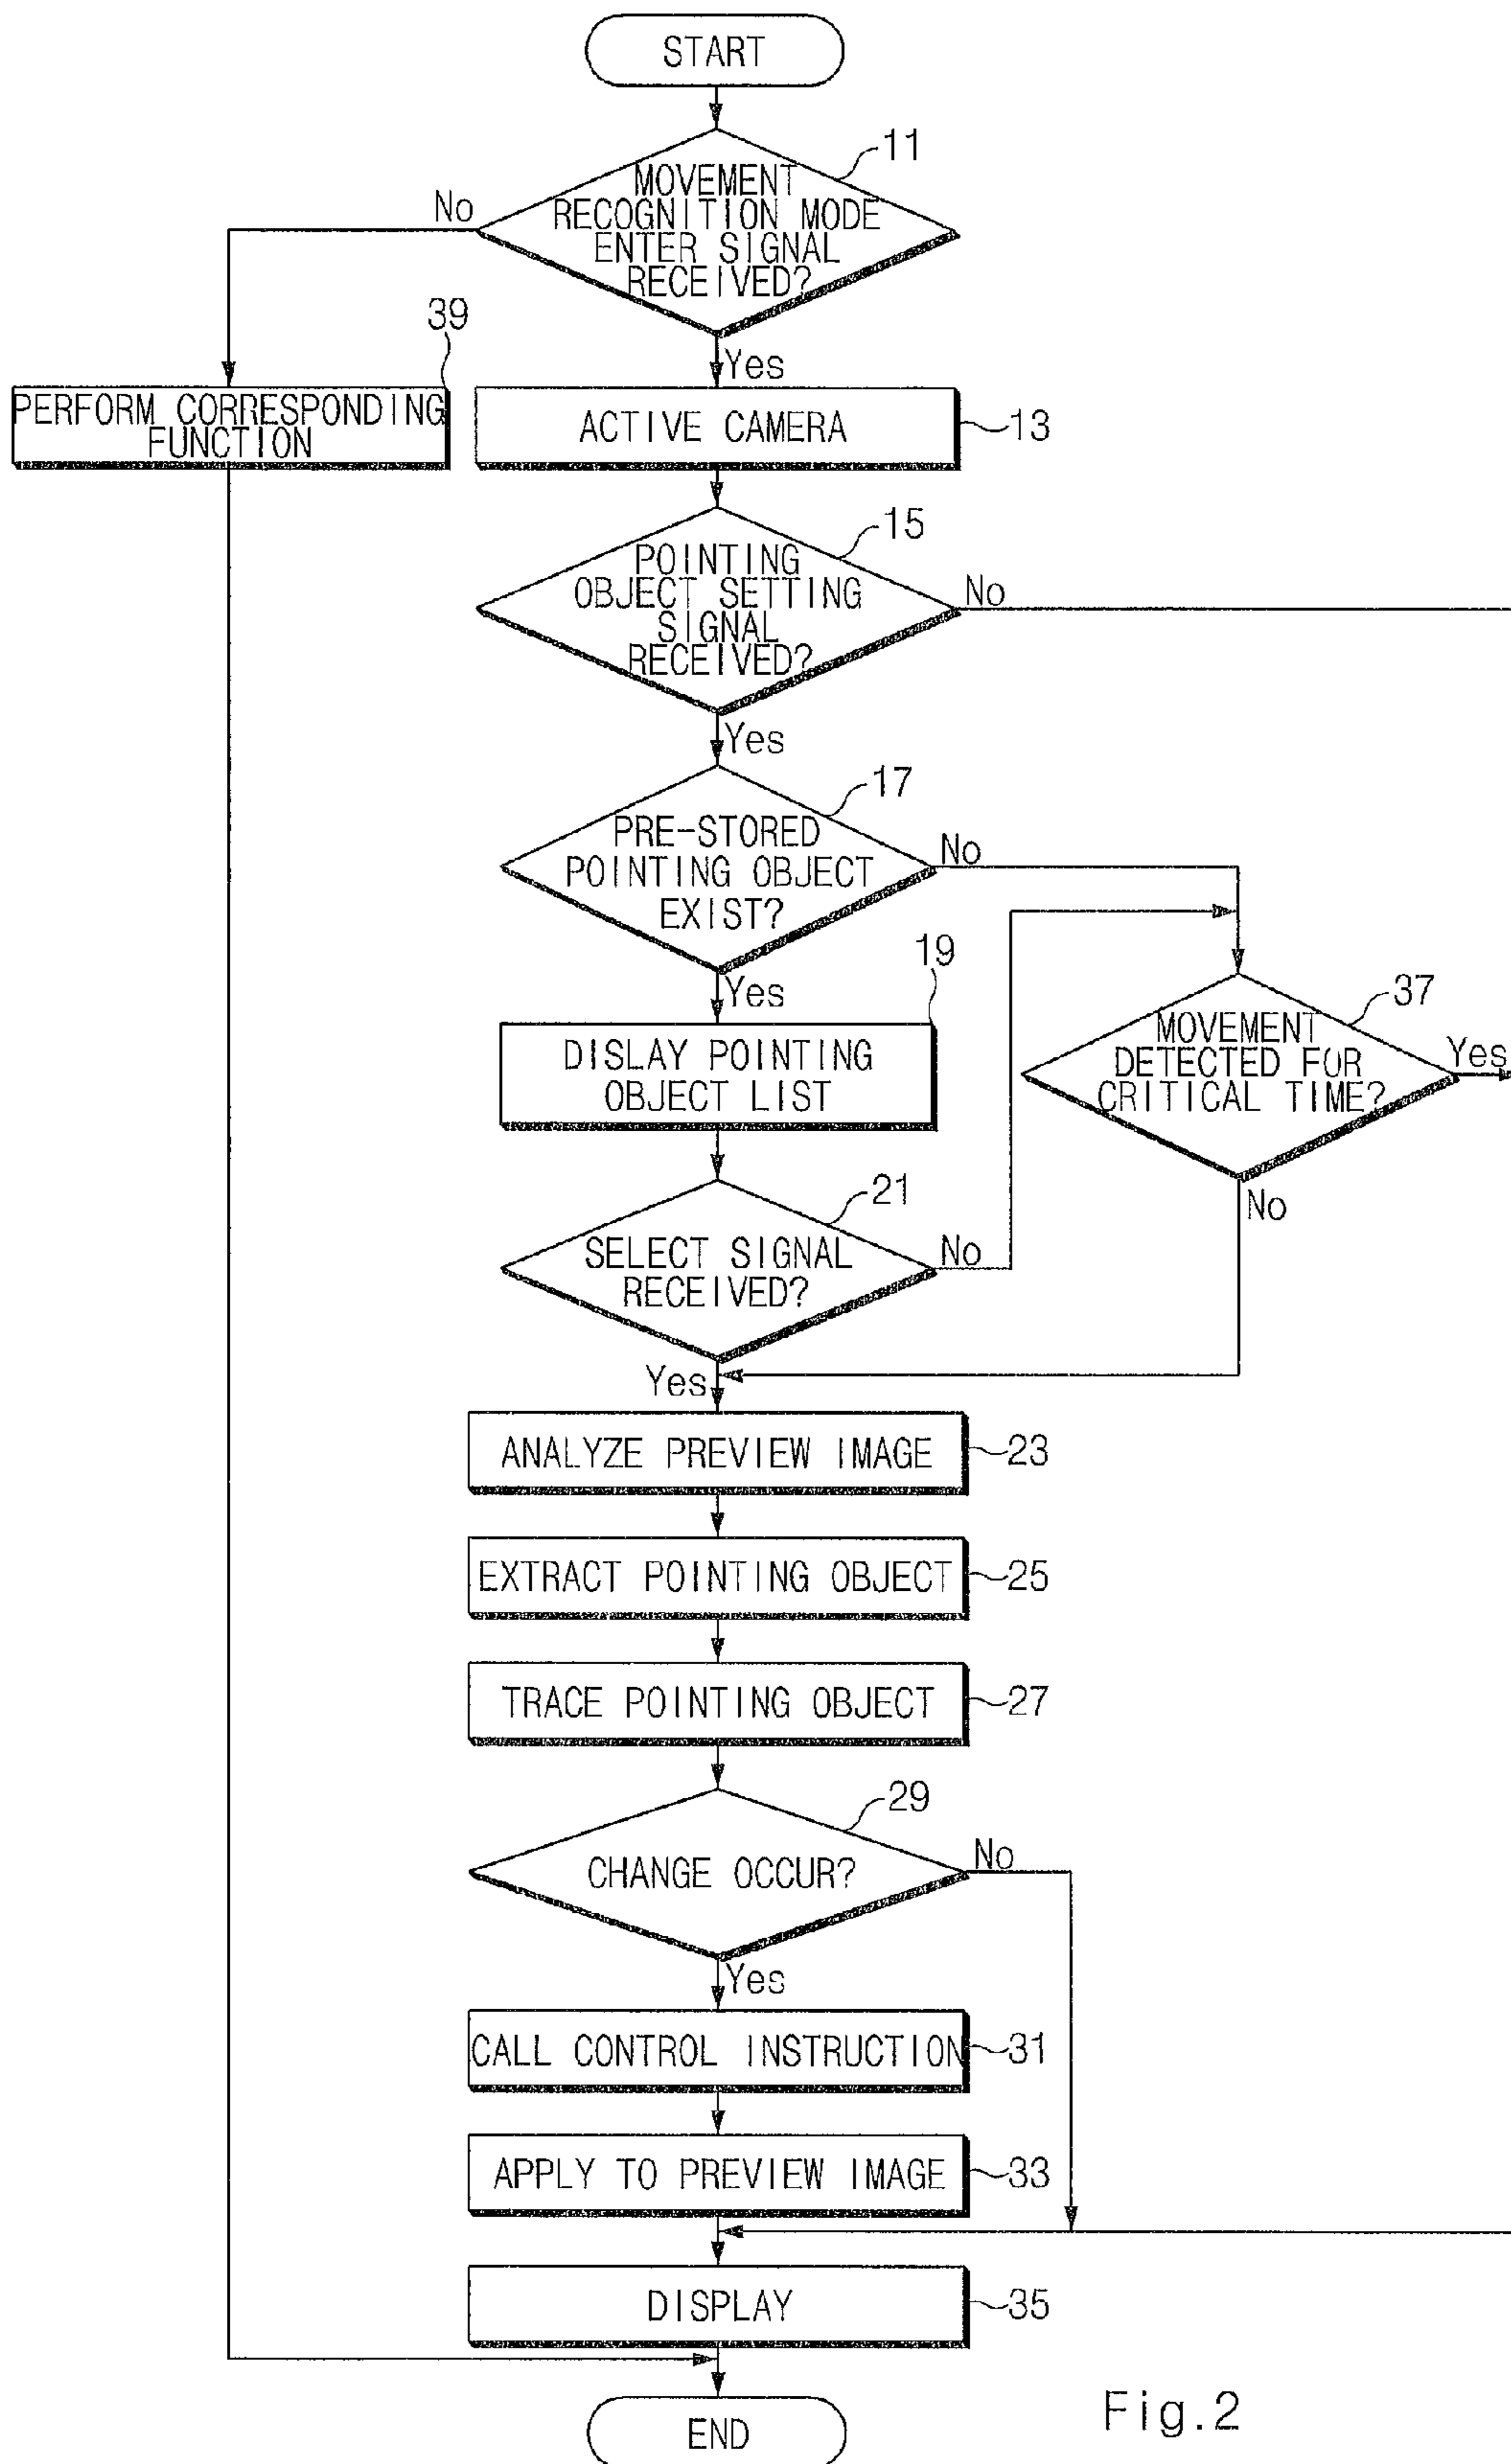 START
11
MOVEMENT
RECOGNITION MODE
ENTER SIGNAL
RECEIVED?
No
Yes
39
PERFORM CORRESPONDING
FUNCTION
ACTIVE CAMERA
13
15
POINTING
OBJECT SETTING
SIGNAL
RECEIVED?
No
Yes
17
PRE-STORED
POINTING OBJECT
EXIST?
No
Yes
19
DISLAY POINTING
OBJECT LIST
37
MOVEMENT
DETECTED FOR
CRITICAL TIME?
Yes
No
21
SELECT SIGNAL
RECEIVED?
No
Yes
ANALYZE PREVIEW IMAGE
23
EXTRACT POINTING OBJECT
25
TRACE POINTING OBJECT
27
29
CHANGE OCCUR?
No
Yes
CALL CONTROL INSTRUCTION
31
APPLY TO PREVIEW IMAGE
33
DISPLAY
35
END
Fig.2